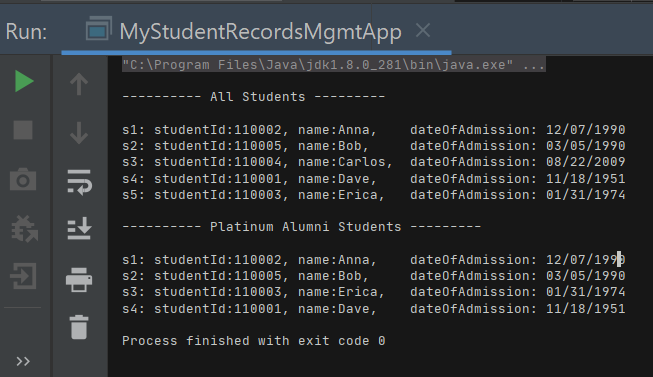 Run: MyStudentRecordsMgmtApp
"C:\Program Files\Java\jdk1.8.0_281\bin\java.exe" ...
---------- All Students ---------
s1: studentId:110002, name:Anna,    dateOfAdmission: 12/07/1990
s2: studentId:110005, name:Bob,     dateOfAdmission: 03/05/1990
s3: studentId:110004, name:Carlos,  dateOfAdmission: 08/22/2009
s4: studentId:110001, name:Dave,    dateOfAdmission: 11/18/1951
s5: studentId:110003, name:Erica,   dateOfAdmission: 01/31/1974
---------- Platinum Alumni Students ---------
s1: studentId:110002, name:Anna,    dateOfAdmission: 12/07/1990
s2: studentId:110005, name:Bob,     dateOfAdmission: 03/05/1990
s3: studentId:110003, name:Erica,   dateOfAdmission: 01/31/1974
s4: studentId:110001, name:Dave,    dateOfAdmission: 11/18/1951
Process finished with exit code 0